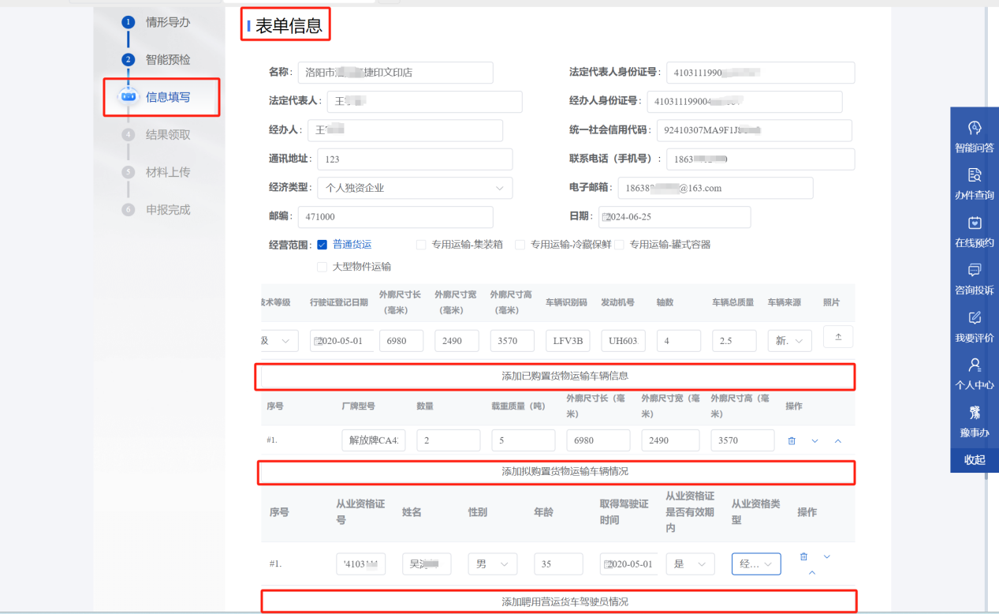 1 情形导办
2 智能预检
信息填写
4 结果领取
5 材料上传
6 申报完成
表单信息
名称: 洛阳市 捷印文印店
法定代表人身份证号: 4103111990
法定代表人: 王
经办人身份证号: 41031119900
经办人: 王
统一社会信用代码: 92410307MA9F1J
通讯地址: 123
联系电话（手机号）: 1863
经济类型: 个人独资企业
电子邮箱: 18638 @163.com
邮编: 471000
日期: 2024-06-25
经营范围: 普通货运 专用运输-集装箱 专用运输-冷藏保鲜 专用运输-罐式容器
大型物件运输
技术等级 行驶证登记日期 外廓尺寸长（毫米） 外廓尺寸宽（毫米） 外廓尺寸高（毫米） 车辆识别码 发动机号 轴数 车辆总质量 车辆来源 照片
级 2020-05-01 6980 2490 3570 LFV3B UH603 4 2.5 新.
添加已购置货物运输车辆信息
序号 厂牌型号 数量 载重质量（吨） 外廓尺寸长（毫米） 外廓尺寸宽（毫米） 外廓尺寸高（毫米） 操作
#1. 解放牌CA4 2 5 6980 2490 3570
添加拟购置货物运输车辆情况
序号 从业资格证号 姓名 性别 年龄 取得驾驶证时间 从业资格证是否有效期内 从业资格类型 操作
#1. '4103 吴 男 35 2020-05-01 是 经...
添加聘用营运货车驾驶员情况
智能问答
办件查询
在线预约
咨询投诉
我要评价
个人中心
豫事办
收起